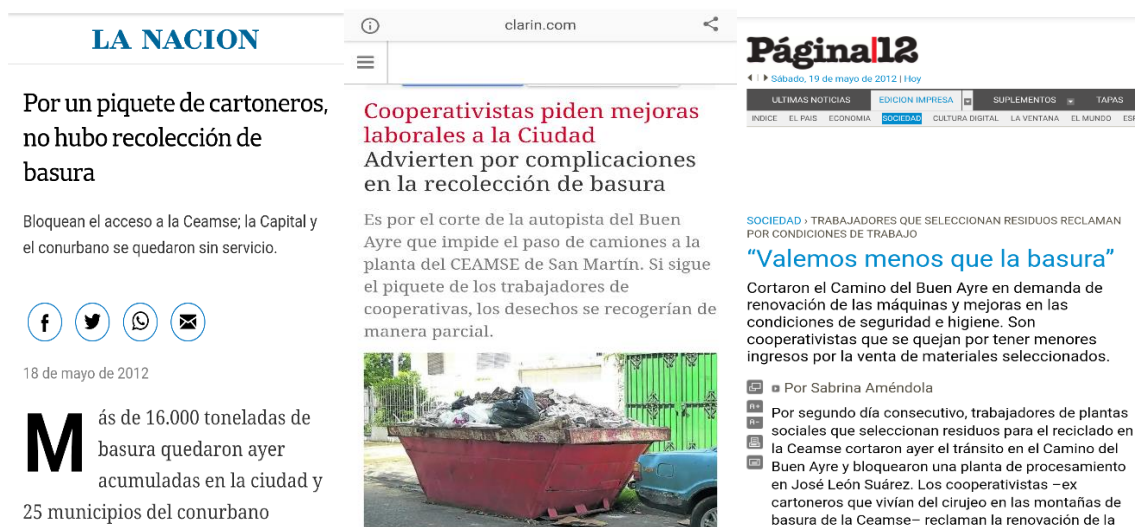 LA NACION
Por un piquete de cartoneros,
no hubo recolección de
basura
Bloquean el acceso a la Ceamse; la Capital y
el conurbano se quedaron sin servicio.
18 de mayo de 2012
Más de 16.000 toneladas de
basura quedaron ayer
acumuladas en la ciudad y
25 municipios del conurbano
clarin.com
Cooperativistas piden mejoras
laborales a la Ciudad
Advierten por complicaciones
en la recolección de basura
Es por el corte de la autopista del Buen
Ayre que impide el paso de camiones a la
planta del CEAMSE de San Martín. Si sigue
el piquete de los trabajadores de
cooperativas, los desechos se recogerían de
manera parcial.
Página|12
Sábado, 19 de mayo de 2012 | Hoy
ULTIMAS NOTICIAS EDICION IMPRESA SUPLEMENTOS TAPAS
INDICE EL PAIS ECONOMIA SOCIEDAD CULTURA DIGITAL LA VENTANA EL MUNDO ESP
SOCIEDAD › TRABAJADORES QUE SELECCIONAN RESIDUOS RECLAMAN
POR CONDICIONES DE TRABAJO
“Valemos menos que la basura”
Cortaron el Camino del Buen Ayre en demanda de
renovación de las máquinas y mejoras en las
condiciones de seguridad e higiene. Son
cooperativistas que se quejan por tener menores
ingresos por la venta de materiales seleccionados.
Por Sabrina Améndola
A+
A-
Por segundo día consecutivo, trabajadores de plantas
sociales que seleccionan residuos para el reciclado en
la Ceamse cortaron ayer el tránsito en el Camino del
Buen Ayre y bloquearon una planta de procesamiento
en José León Suárez. Los cooperativistas –ex
cartoneros que vivían del cirujeo en las montañas de
basura de la Ceamse– reclaman la renovación de la